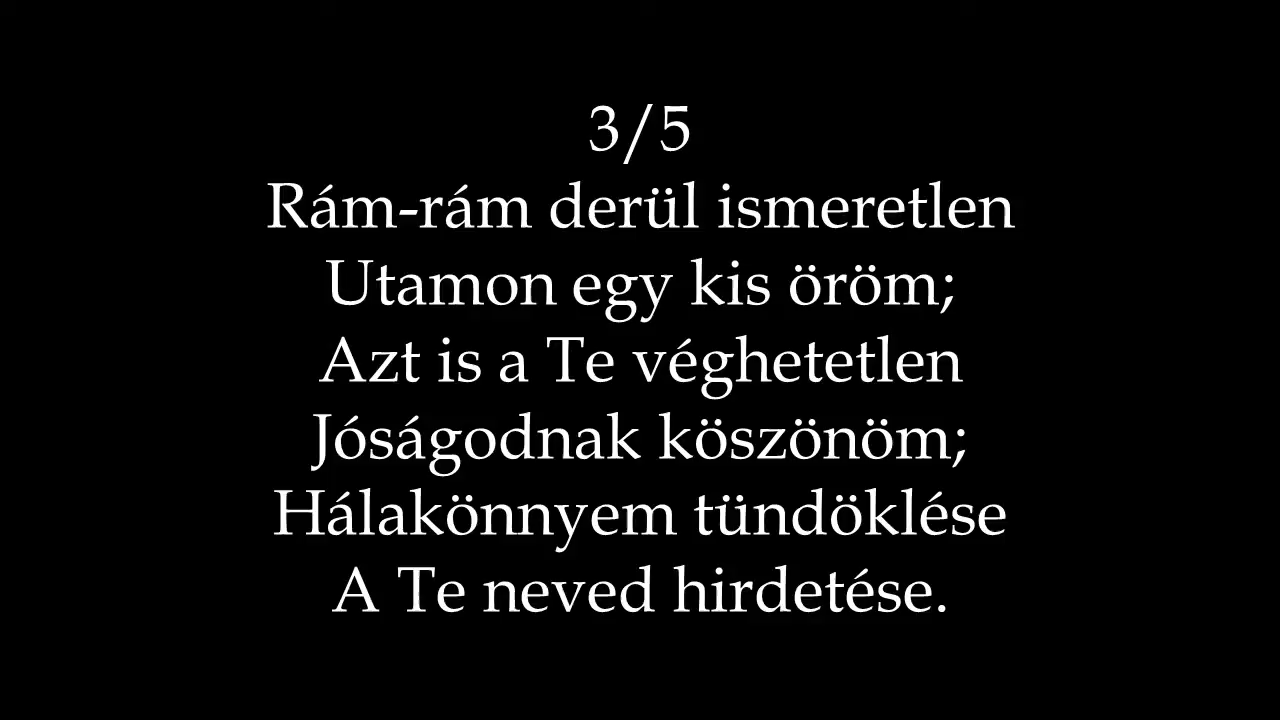 3/5
Rám-rám derül ismeretlen
Utamon egy kis öröm;
Azt is a Te véghetetlen
Jóságodnak köszönöm;
Hálakönnyem tündöklése
A Te neved hirdetése.